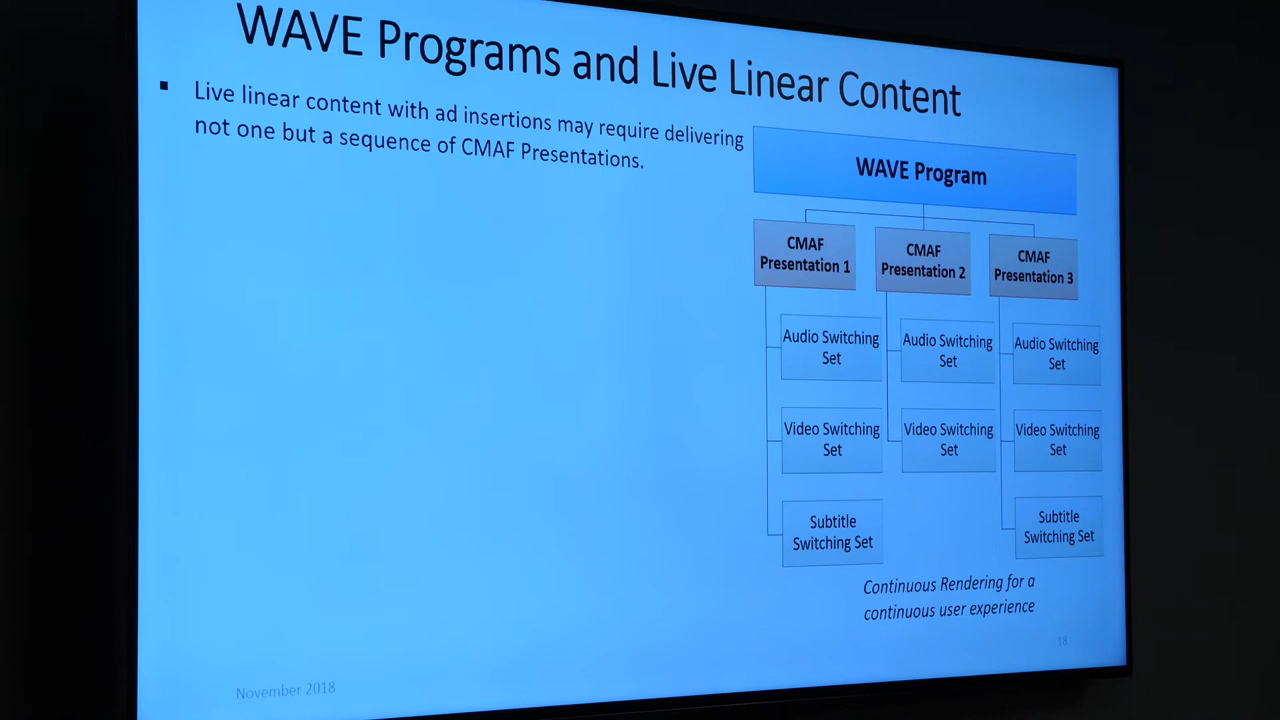 WAVE Programs and Live Linear Content
▪ Live linear content with ad insertions may require delivering
not one but a sequence of CMAF Presentations.
WAVE Program
CMAF
Presentation 1
CMAF
Presentation 2
CMAF
Presentation 3
Audio Switching
Set
Audio Switching
Set
Audio Switching
Set
Video Switching
Set
Video Switching
Set
Video Switching
Set
Subtitle
Switching Set
Subtitle
Switching Set
Continuous Rendering for a
continuous user experience
18
November 2018